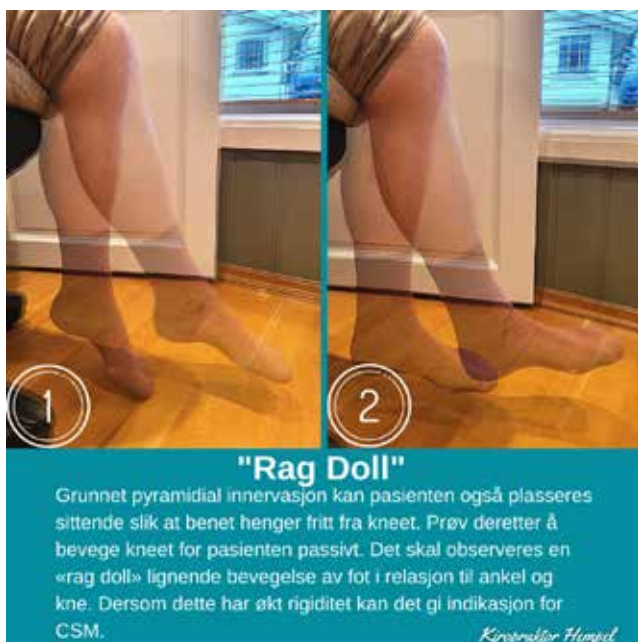 1
2
"Rag Doll"
Grunnet pyramidial innervasjon kan pasienten også plasseres
sittende slik at benet henger fritt fra kneet. Prøv deretter å
bevege kneet for pasienten passivt. Det skal observeres en
«rag doll» lignende bevegelse av fot i relasjon til ankel og
kne. Dersom dette har økt rigiditet kan det gi indikasjon for
CSM.
Kiropraktor